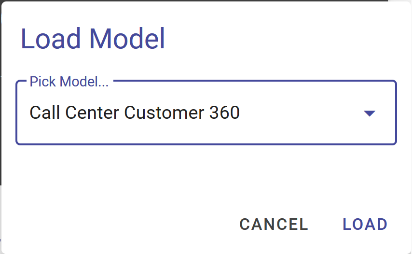 Load Model
Pick Model...
Call Center Customer 360
CANCEL LOAD